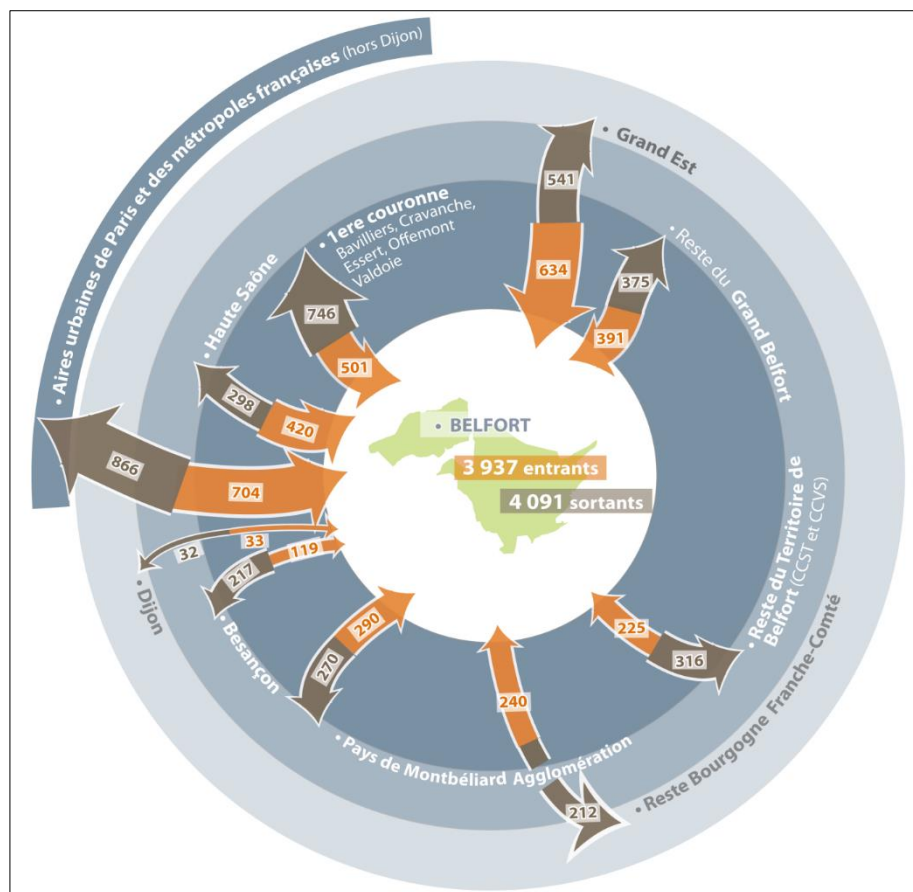 • Aires urbaines de Paris et des métropoles françaises (hors Dijon)
• Grand Est
541
634
• Reste du Grand Belfort
375
391
• 1ere couronne
Bavilliers, Cravanche,
Essert, Offemont
Valdoie
746
501
• Haute Saône
298
420
866
704
• BELFORT
3 937 entrants
4 091 sortants
32
33
• Dijon
217
119
• Besançon
270
290
• Pays de Montbéliard Agglomération
240
212
• Reste Bourgogne Franche-Comté
225
316
• Reste du Territoire de
Belfort (CCST et CCVS)